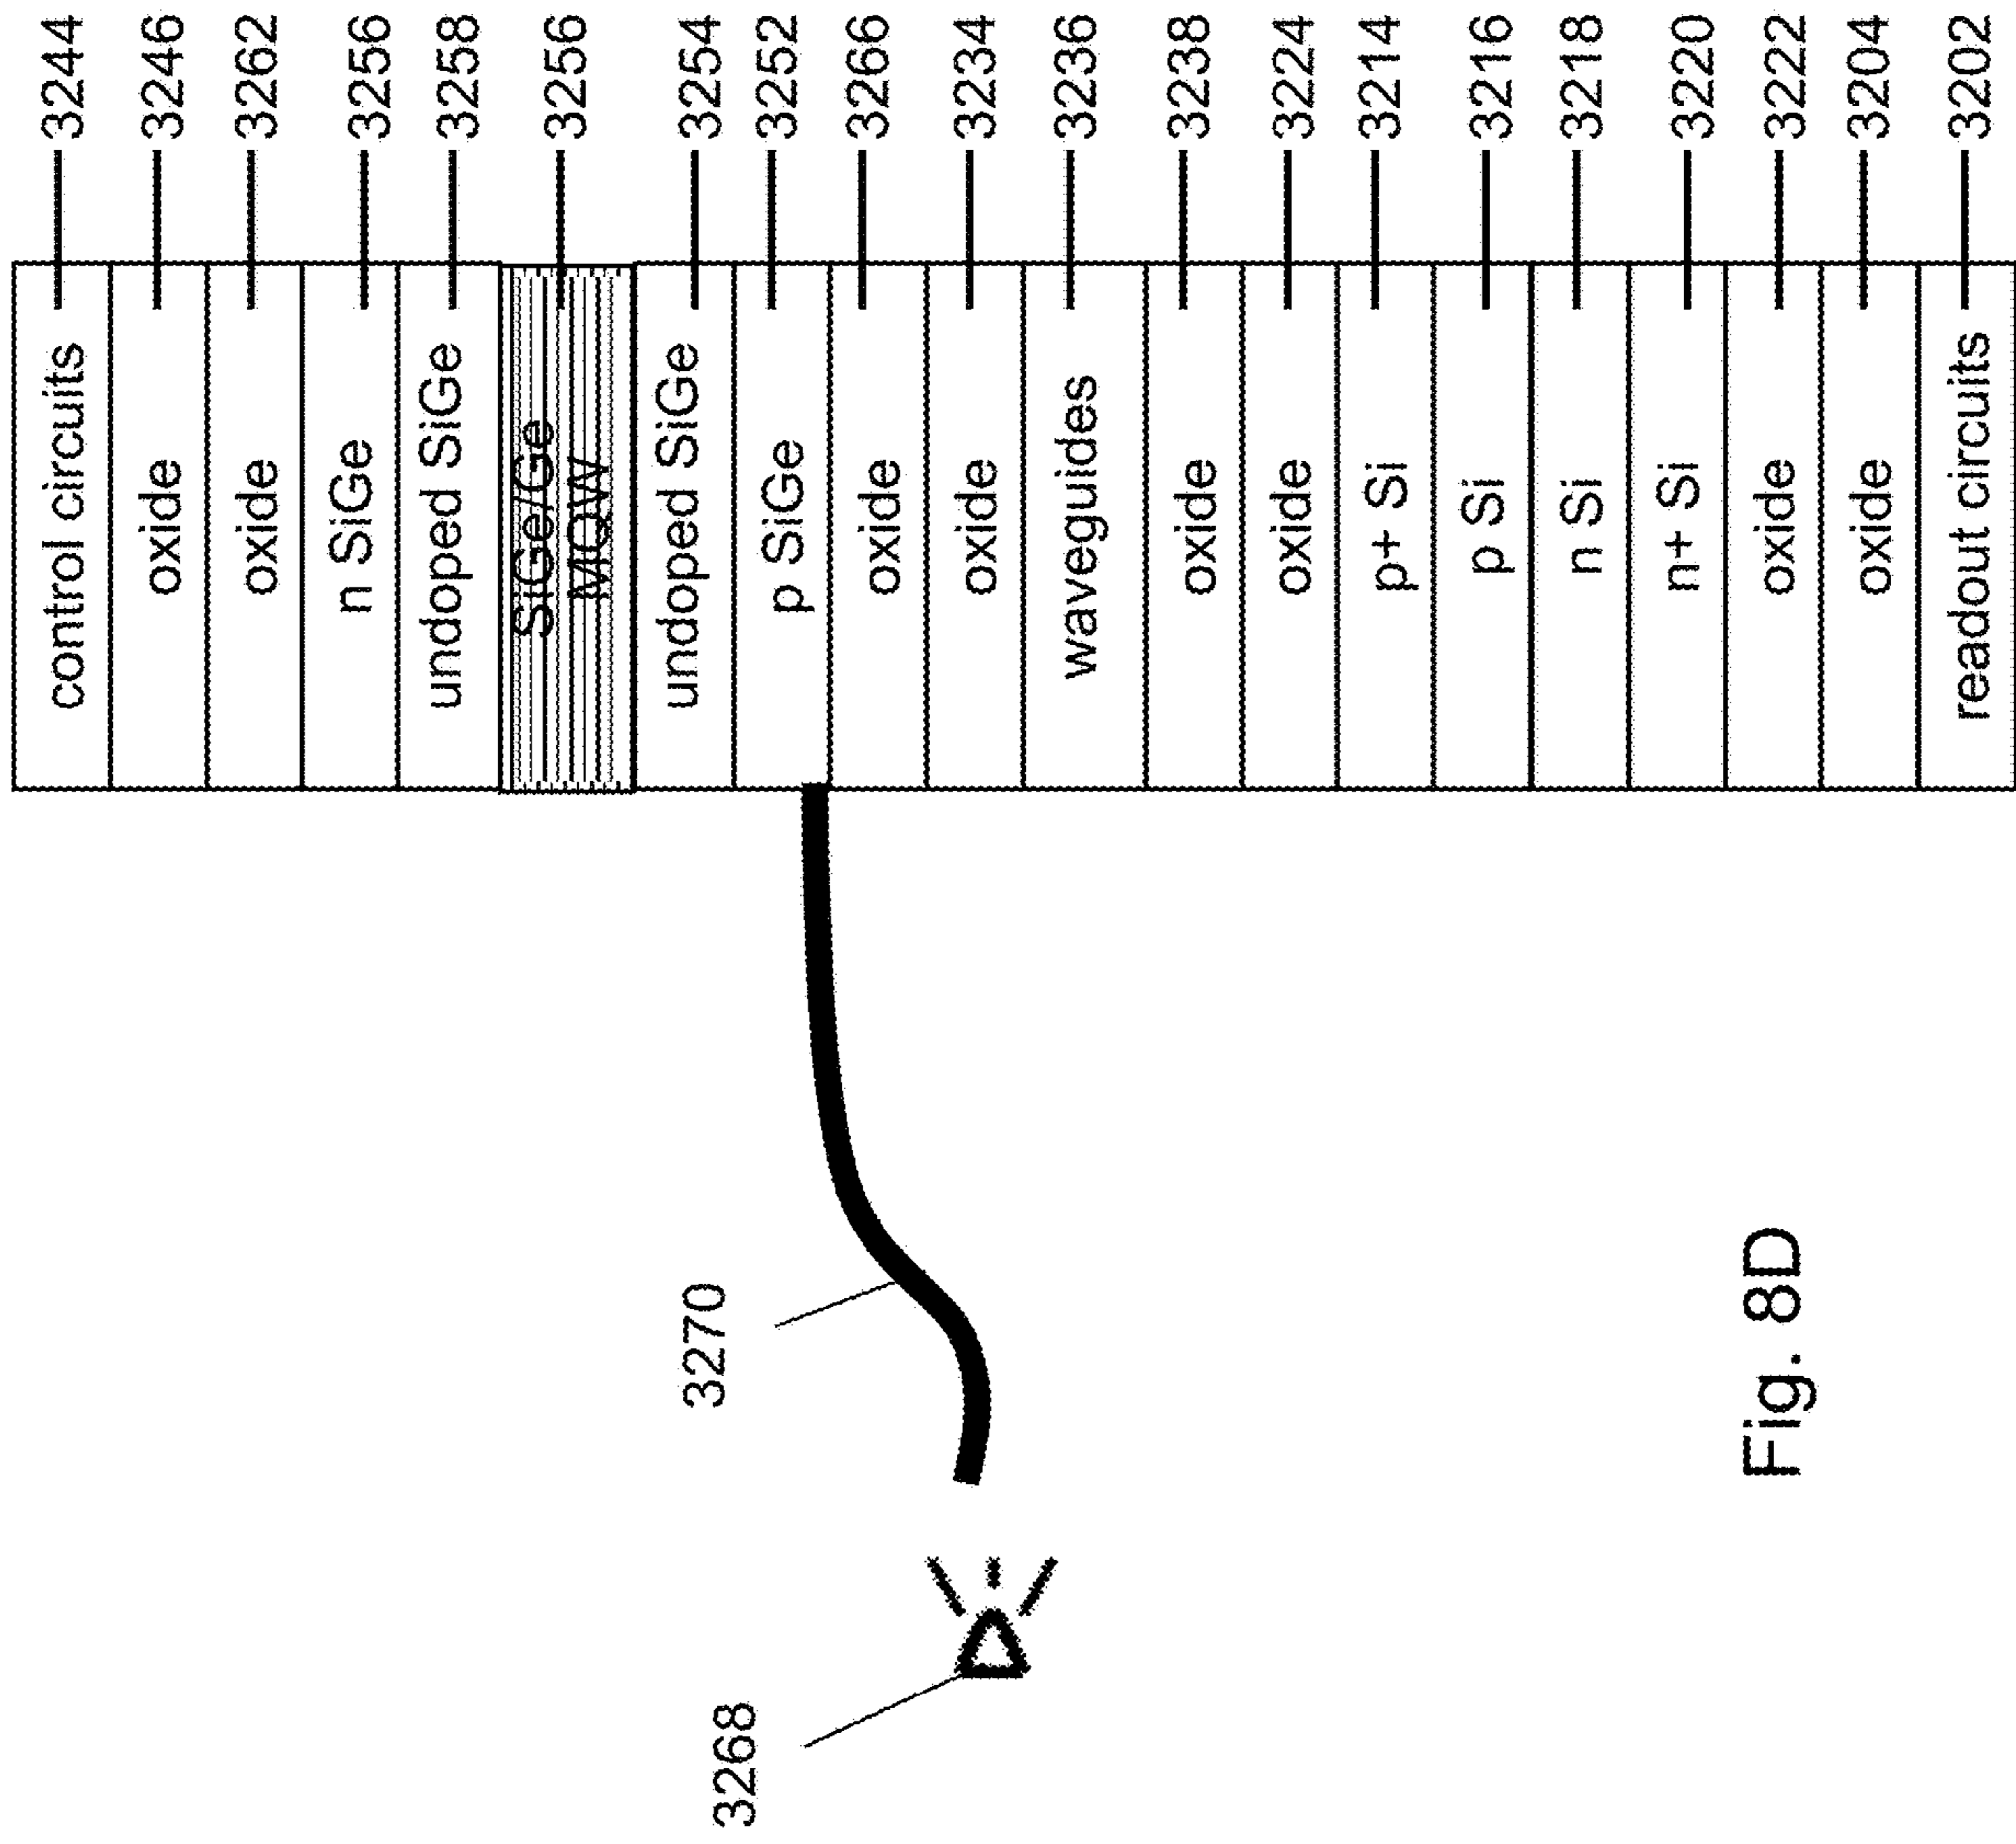 control circuits 3244
oxide 3246
oxide 3262
n SiGe 3256
undoped SiGe 3258
SiGe/Ge
MQW 3256
undoped SiGe 3254
p SiGe 3252
oxide 3266
oxide 3234
waveguides 3236
oxide 3238
oxide 3224
p+ Si 3214
p Si 3216
n Si 3218
n+ Si 3220
oxide 3222
oxide 3204
readout circuits 3202
3270
3268
Fig. 8D